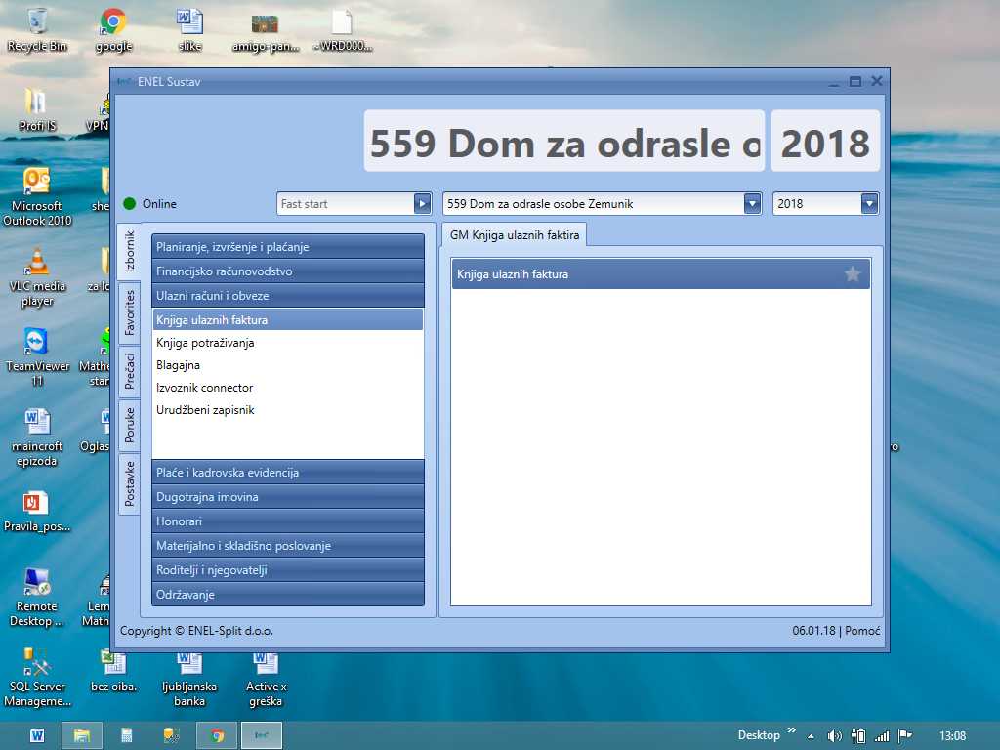 Recycle Bin
google
slike
amigo-pan...
~WRD000...
Profi IS
VPN
Microsoft Outlook 2010
she
VLC media player
za le
TeamViewer 11
Mathe
star
maincroft epizoda
Oglas
Pravila_pos...
Remote Desktop ...
Lern
Math
SQL Server Manageme...
bez oiba.
ljubljanska banka
Active x greška
ro
ENEL Sustav
559 Dom za odrasle o
2018
Online
Fast start
559 Dom za odrasle osobe Zemunik
2018
Izbornik
Favorites
Prečaci
Poruke
Postavke
Planiranje, izvršenje i plaćanje
Financijsko računovodstvo
Ulazni računi i obveze
Knjiga ulaznih faktura
Knjiga potraživanja
Blagajna
Izvoznik connector
Urudžbeni zapisnik
Plaće i kadrovska evidencija
Dugotrajna imovina
Honorari
Materijalno i skladišno poslovanje
Roditelji i njegovatelji
Održavanje
GM Knjiga ulaznih faktira
Knjiga ulaznih faktura
Copyright © ENEL-Split d.o.o.
06.01.18 | Pomoć
Desktop
13:08